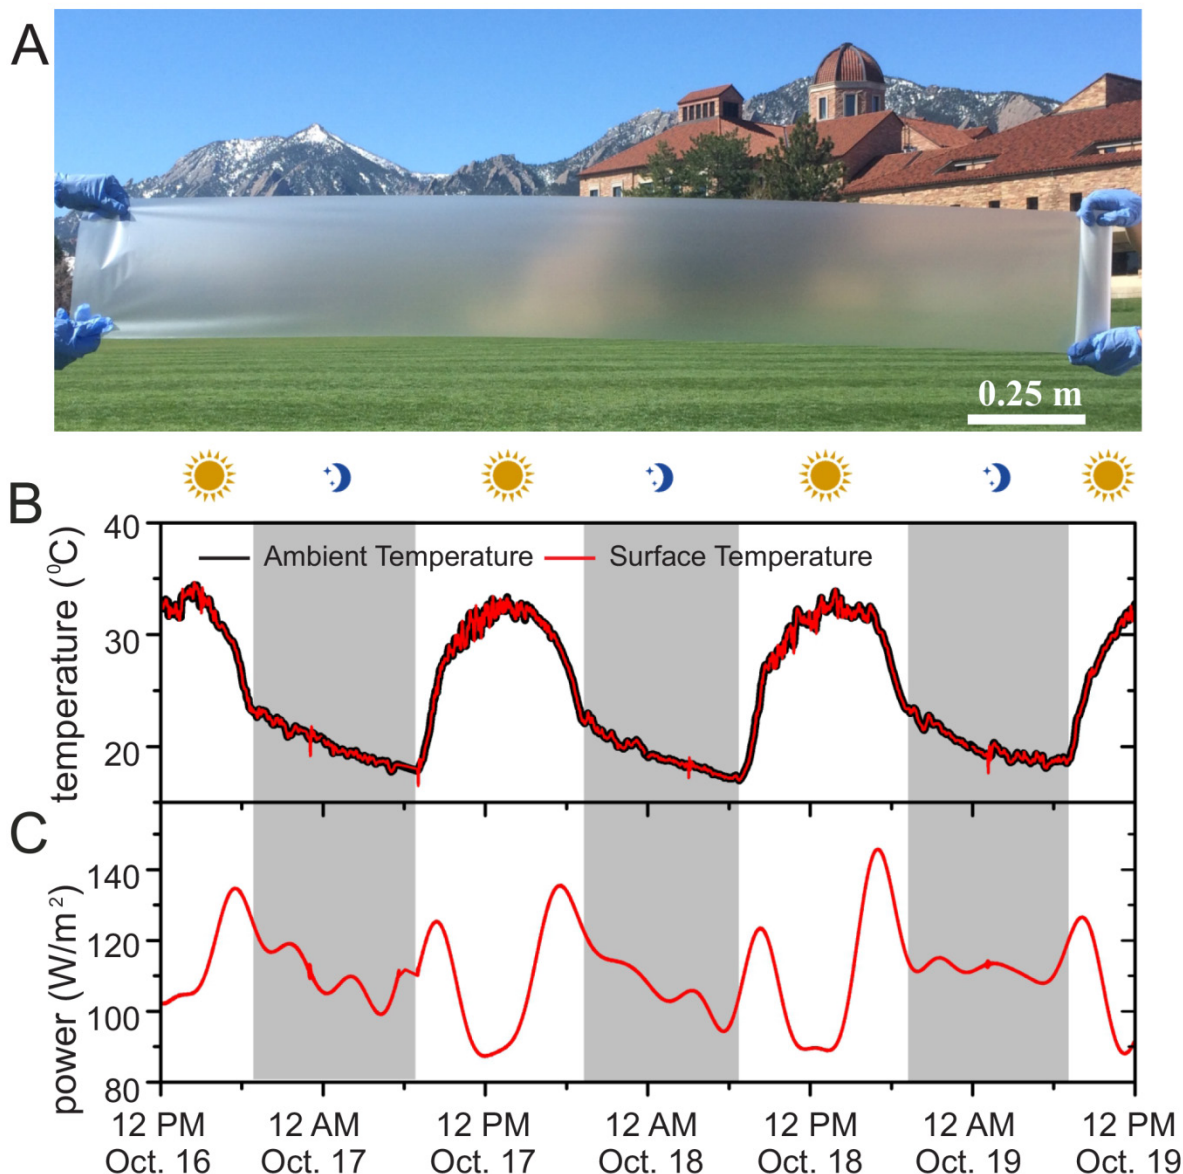 A
0.25 m
B
40
30
20
temperature (⁰C)
Ambient Temperature
Surface Temperature
C
140
120
100
80
power (W/m²)
12 PM 12 AM 12 PM 12 AM 12 PM 12 AM 12 PM
Oct. 16 Oct. 17 Oct. 17 Oct. 18 Oct. 18 Oct. 19 Oct. 19